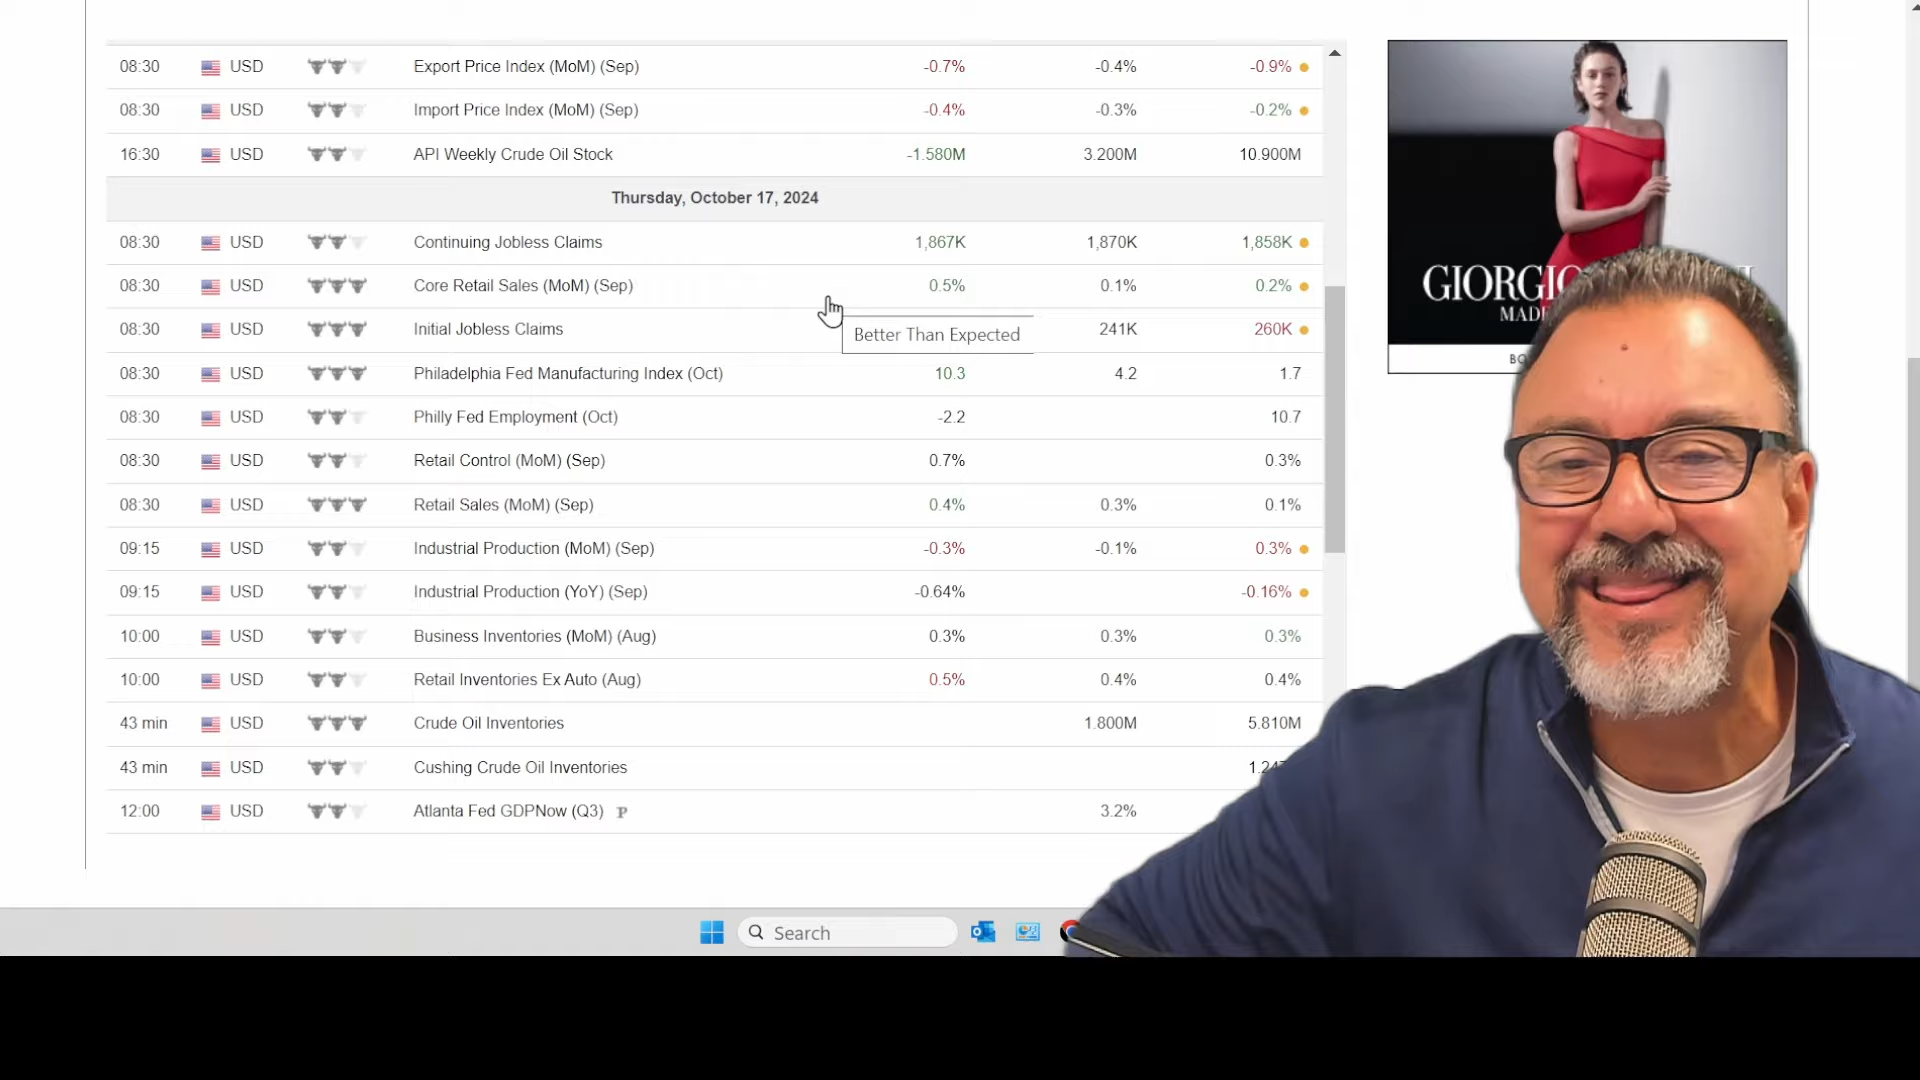 08:30 USD Export Price Index (MoM) (Sep) -0.7% -0.4% -0.9%
08:30 USD Import Price Index (MoM) (Sep) -0.4% -0.3% -0.2%
16:30 USD API Weekly Crude Oil Stock -1.580M 3.200M 10.900M
Thursday, October 17, 2024
08:30 USD Continuing Jobless Claims 1,867K 1,870K 1,858K
08:30 USD Core Retail Sales (MoM) (Sep) 0.5% 0.1% 0.2%
08:30 USD Initial Jobless Claims 241K 260K
Better Than Expected
08:30 USD Philadelphia Fed Manufacturing Index (Oct) 10.3 4.2 1.7
08:30 USD Philly Fed Employment (Oct) -2.2 10.7
08:30 USD Retail Control (MoM) (Sep) 0.7% 0.3%
08:30 USD Retail Sales (MoM) (Sep) 0.4% 0.3% 0.1%
09:15 USD Industrial Production (MoM) (Sep) -0.3% -0.1% 0.3%
09:15 USD Industrial Production (YoY) (Sep) -0.64% -0.16%
10:00 USD Business Inventories (MoM) (Aug) 0.3% 0.3% 0.3%
10:00 USD Retail Inventories Ex Auto (Aug) 0.5% 0.4% 0.4%
43 min USD Crude Oil Inventories 1.800M 5.810M
43 min USD Cushing Crude Oil Inventories
12:00 USD Atlanta Fed GDPNow (Q3) P 3.2%
GIORGIO
Search